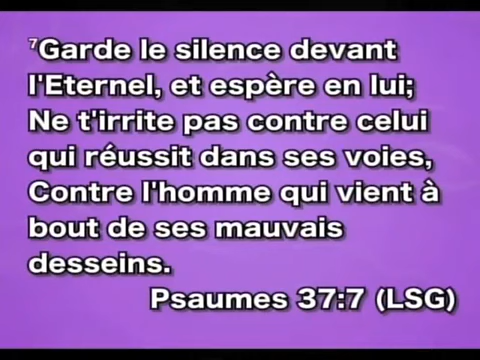 ⁷Garde le silence devant
l'Eternel, et espère en lui;
Ne t'irrite pas contre celui
qui réussit dans ses voies,
Contre l'homme qui vient à
bout de ses mauvais
desseins.
Psaumes 37:7 (LSG)